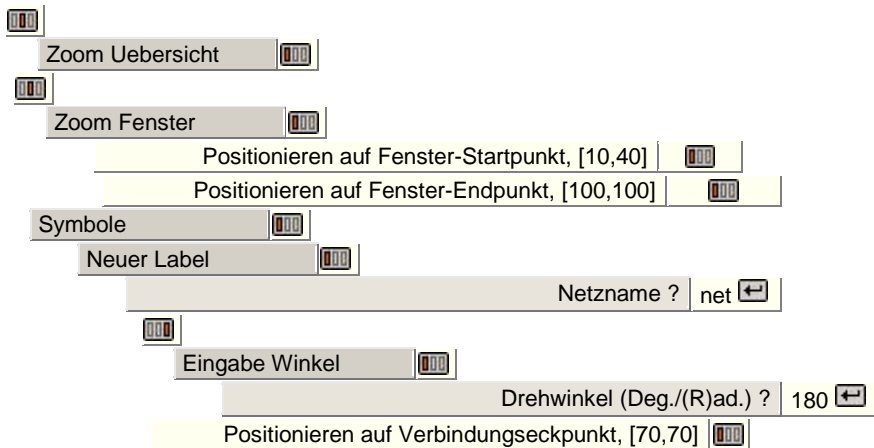 Zoom Uebersicht
Zoom Fenster
Positionieren auf Fenster-Startpunkt, [10,40]
Positionieren auf Fenster-Endpunkt, [100,100]
Symbole
Neuer Label
Netzname ? net
Eingabe Winkel
Drehwinkel (Deg./(R)ad.) ? 180
Positionieren auf Verbindungseckpunkt, [70,70]